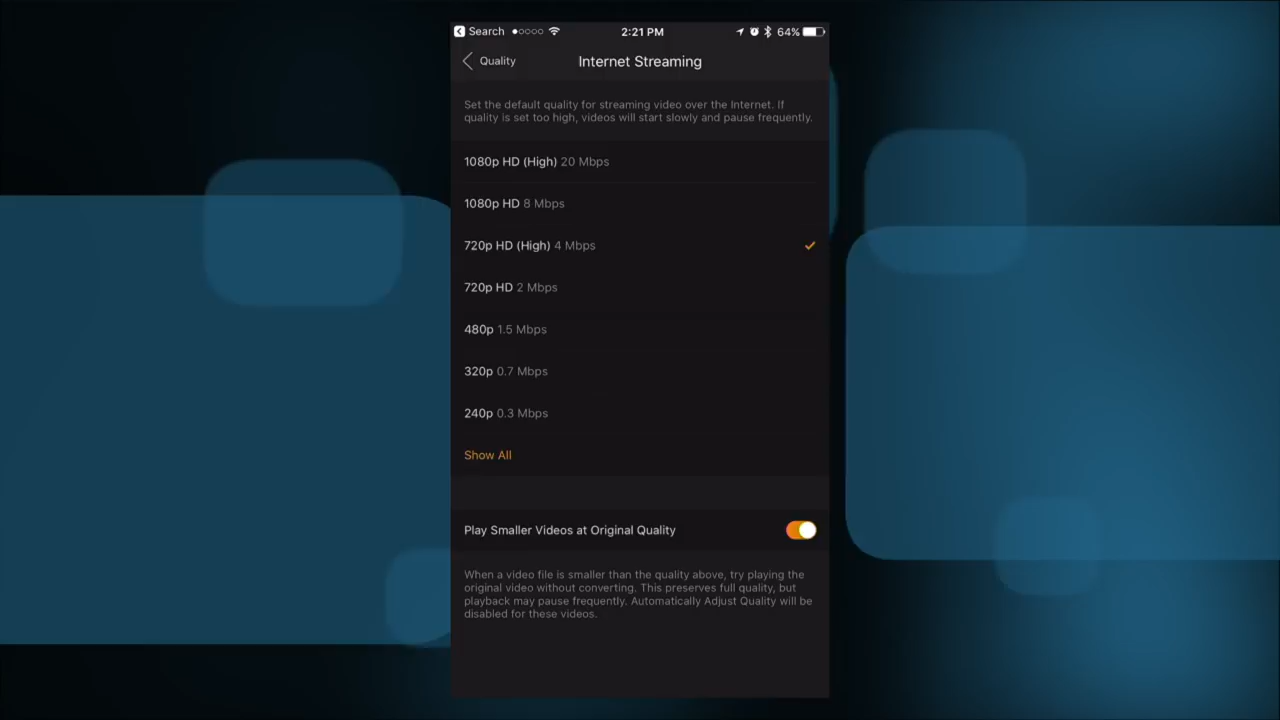 Search 2:21 PM 64%
Quality Internet Streaming
Set the default quality for streaming video over the Internet. If
quality is set too high, videos will start slowly and pause frequently.
1080p HD (High) 20 Mbps
1080p HD 8 Mbps
720p HD (High) 4 Mbps
720p HD 2 Mbps
480p 1.5 Mbps
320p 0.7 Mbps
240p 0.3 Mbps
Show All
Play Smaller Videos at Original Quality
When a video file is smaller than the quality above, try playing the
original video without converting. This preserves full quality, but
playback may pause frequently. Automatically Adjust Quality will be
disabled for these videos.